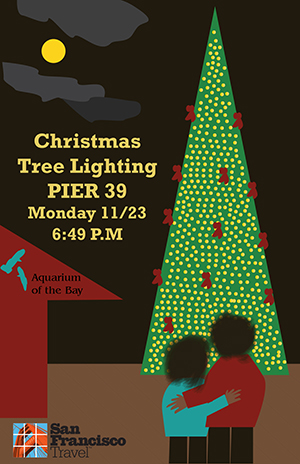 Christmas
Tree Lighting
PIER 39
Monday 11/23
6:49 P.M
Aquarium
of the Bay
San
Francisco
Travel